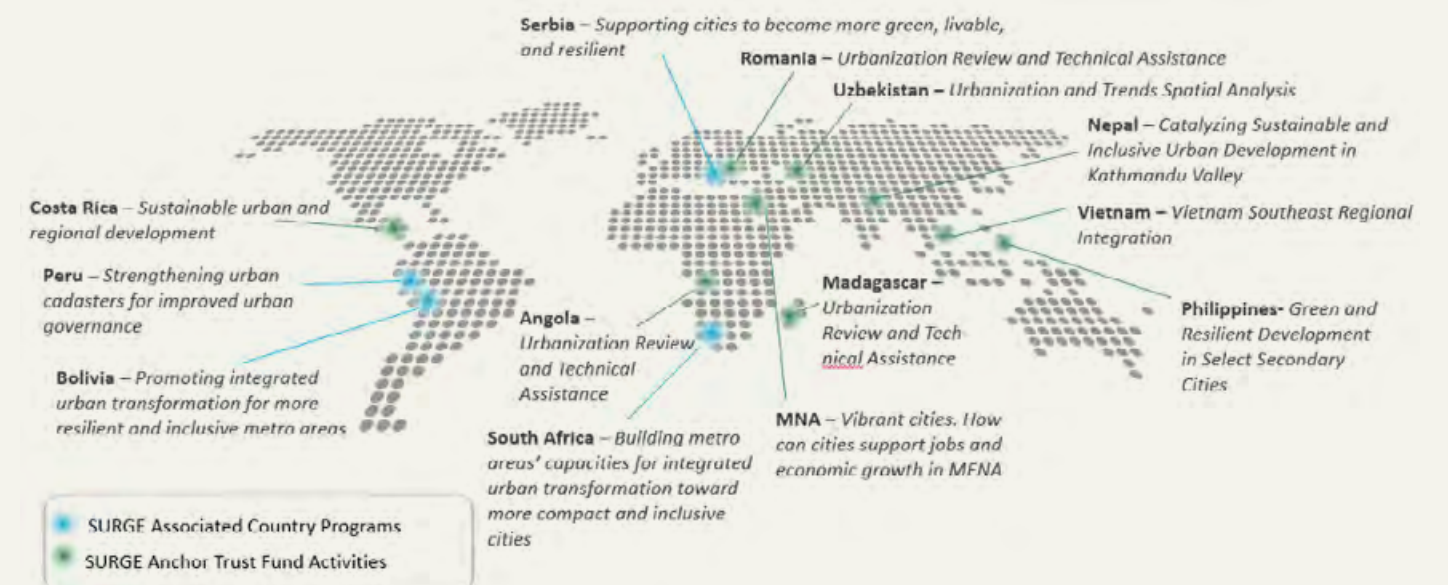 Serbia – Supporting cities to become more green, livable,
and resilient
Romania – Urbanization Review and Technical Assistance
Uzbekistan – Urbanization and Trends Spatial Analysis
Nepal – Catalyzing Sustainable and
Inclusive Urban Development in
Kathmandu Valley
Costa Rica – Sustainable urban and
regional development
Vietnam – Vietnam Southeast Regional
Integration
Peru – Strengthening urban
cadasters for improved urban
governance
Madagascar –
Urbanization
Review and Tech
nical Assistance
Philippines- Green and
Resilient Development
in Select Secondary
Cities
Angola –
Urbanization Review
and Technical
Assistance
Bolivia – Promoting integrated
urban transformation for more
resilient and inclusive metro areas
MNA – Vibrant cities. How
can cities support jobs and
economic growth in MENA
South Africa – Building metro
areas' capacities for integrated
urban transformation toward
more compact and inclusive
cities
SURGE Associated Country Programs
SURGE Anchor Trust Fund Activities